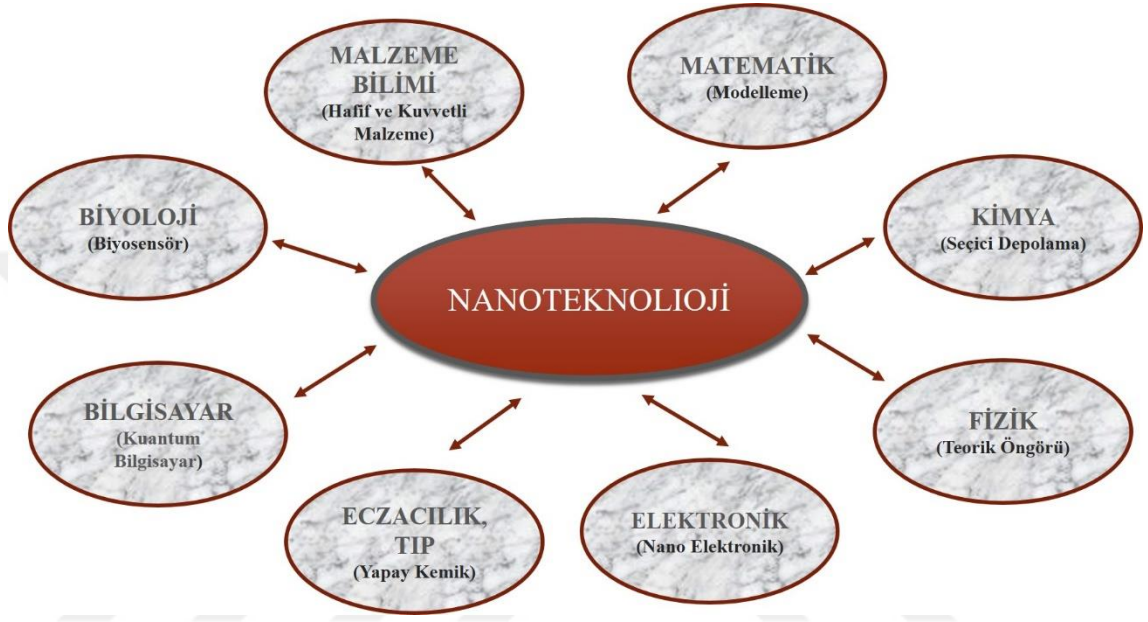 MALZEME
BİLİMİ
(Hafif ve Kuvvetli
Malzeme)
MATEMATİK
(Modelleme)
BİYOLOJİ
(Biyosensör)
KİMYA
(Seçici Depolama)
NANOTEKNOLIOJİ
BİLGİSAYAR
(Kuantum
Bilgisayar)
FİZİK
(Teorik Öngörü)
ECZACILIK,
TIP
(Yapay Kemik)
ELEKTRONİK
(Nano Elektronik)